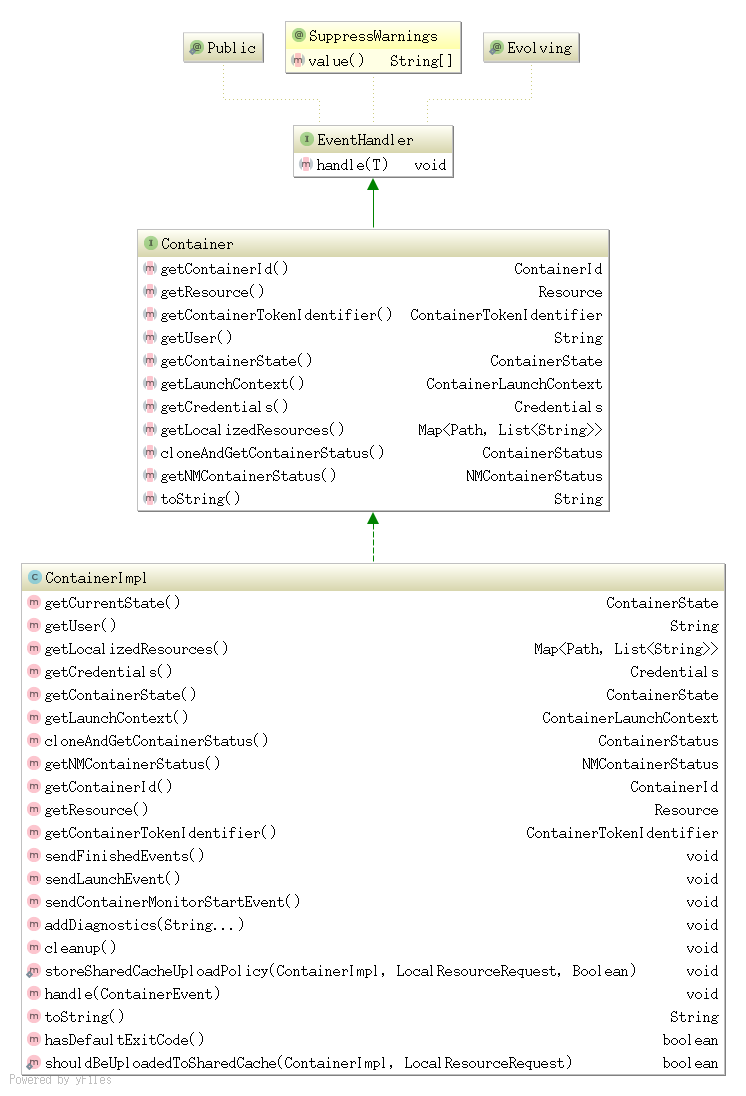 Public
SuppressWarnings
value() String[]
Evolving
EventHandler
handle(T) void
Container
getContainerId() ContainerId
getResource() Resource
getContainerTokenIdentifier() ContainerTokenIdentifier
getUser() String
getContainerState() ContainerState
getLaunchContext() ContainerLaunchContext
getCredentials() Credentials
getLocalizedResources() Map<Path, List<String>>
cloneAndGetContainerStatus() ContainerStatus
getNMContainerStatus() NMContainerStatus
toString() String
ContainerImpl
getCurrentState() ContainerState
getUser() String
getLocalizedResources() Map<Path, List<String>>
getCredentials() Credentials
getContainerState() ContainerState
getLaunchContext() ContainerLaunchContext
cloneAndGetContainerStatus() ContainerStatus
getNMContainerStatus() NMContainerStatus
getContainerId() ContainerId
getResource() Resource
getContainerTokenIdentifier() ContainerTokenIdentifier
sendFinishedEvents() void
sendLaunchEvent() void
sendContainerMonitorStartEvent() void
addDiagnostics(String...) void
cleanup() void
storeSharedCacheUploadPolicy(ContainerImpl, LocalResourceRequest, Boolean) void
handle(ContainerEvent) void
toString() String
hasDefaultExitCode() boolean
shouldBeUploadedToSharedCache(ContainerImpl, LocalResourceRequest) boolean
Powered by yFiles